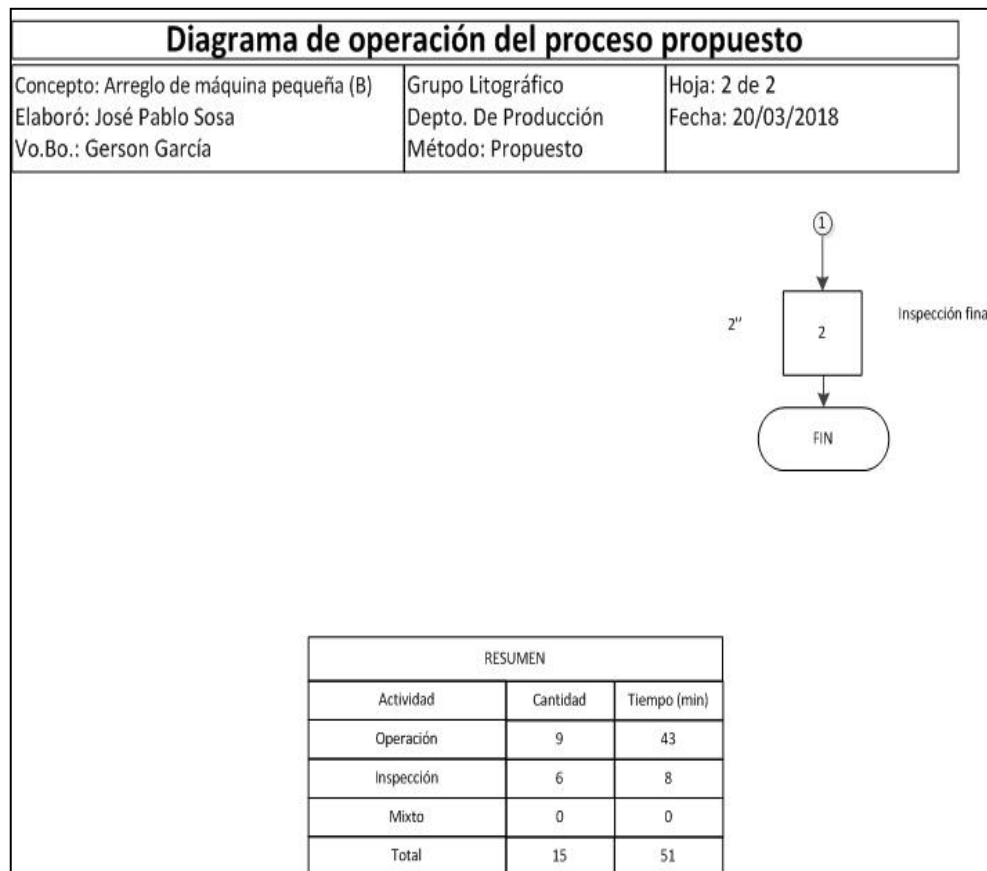 Diagrama de operación del proceso propuesto
Concepto: Arreglo de máquina pequeña (B)
Elaboró: José Pablo Sosa
Vo.Bo.: Gerson García
Grupo Litográfico
Depto. De Producción
Método: Propuesto
Hoja: 2 de 2
Fecha: 20/03/2018
1
2’’
2
Inspección fina
FIN
RESUMEN
Actividad Cantidad Tiempo (min)
Operación 9 43
Inspección 6 8
Mixto 0 0
Total 15 51